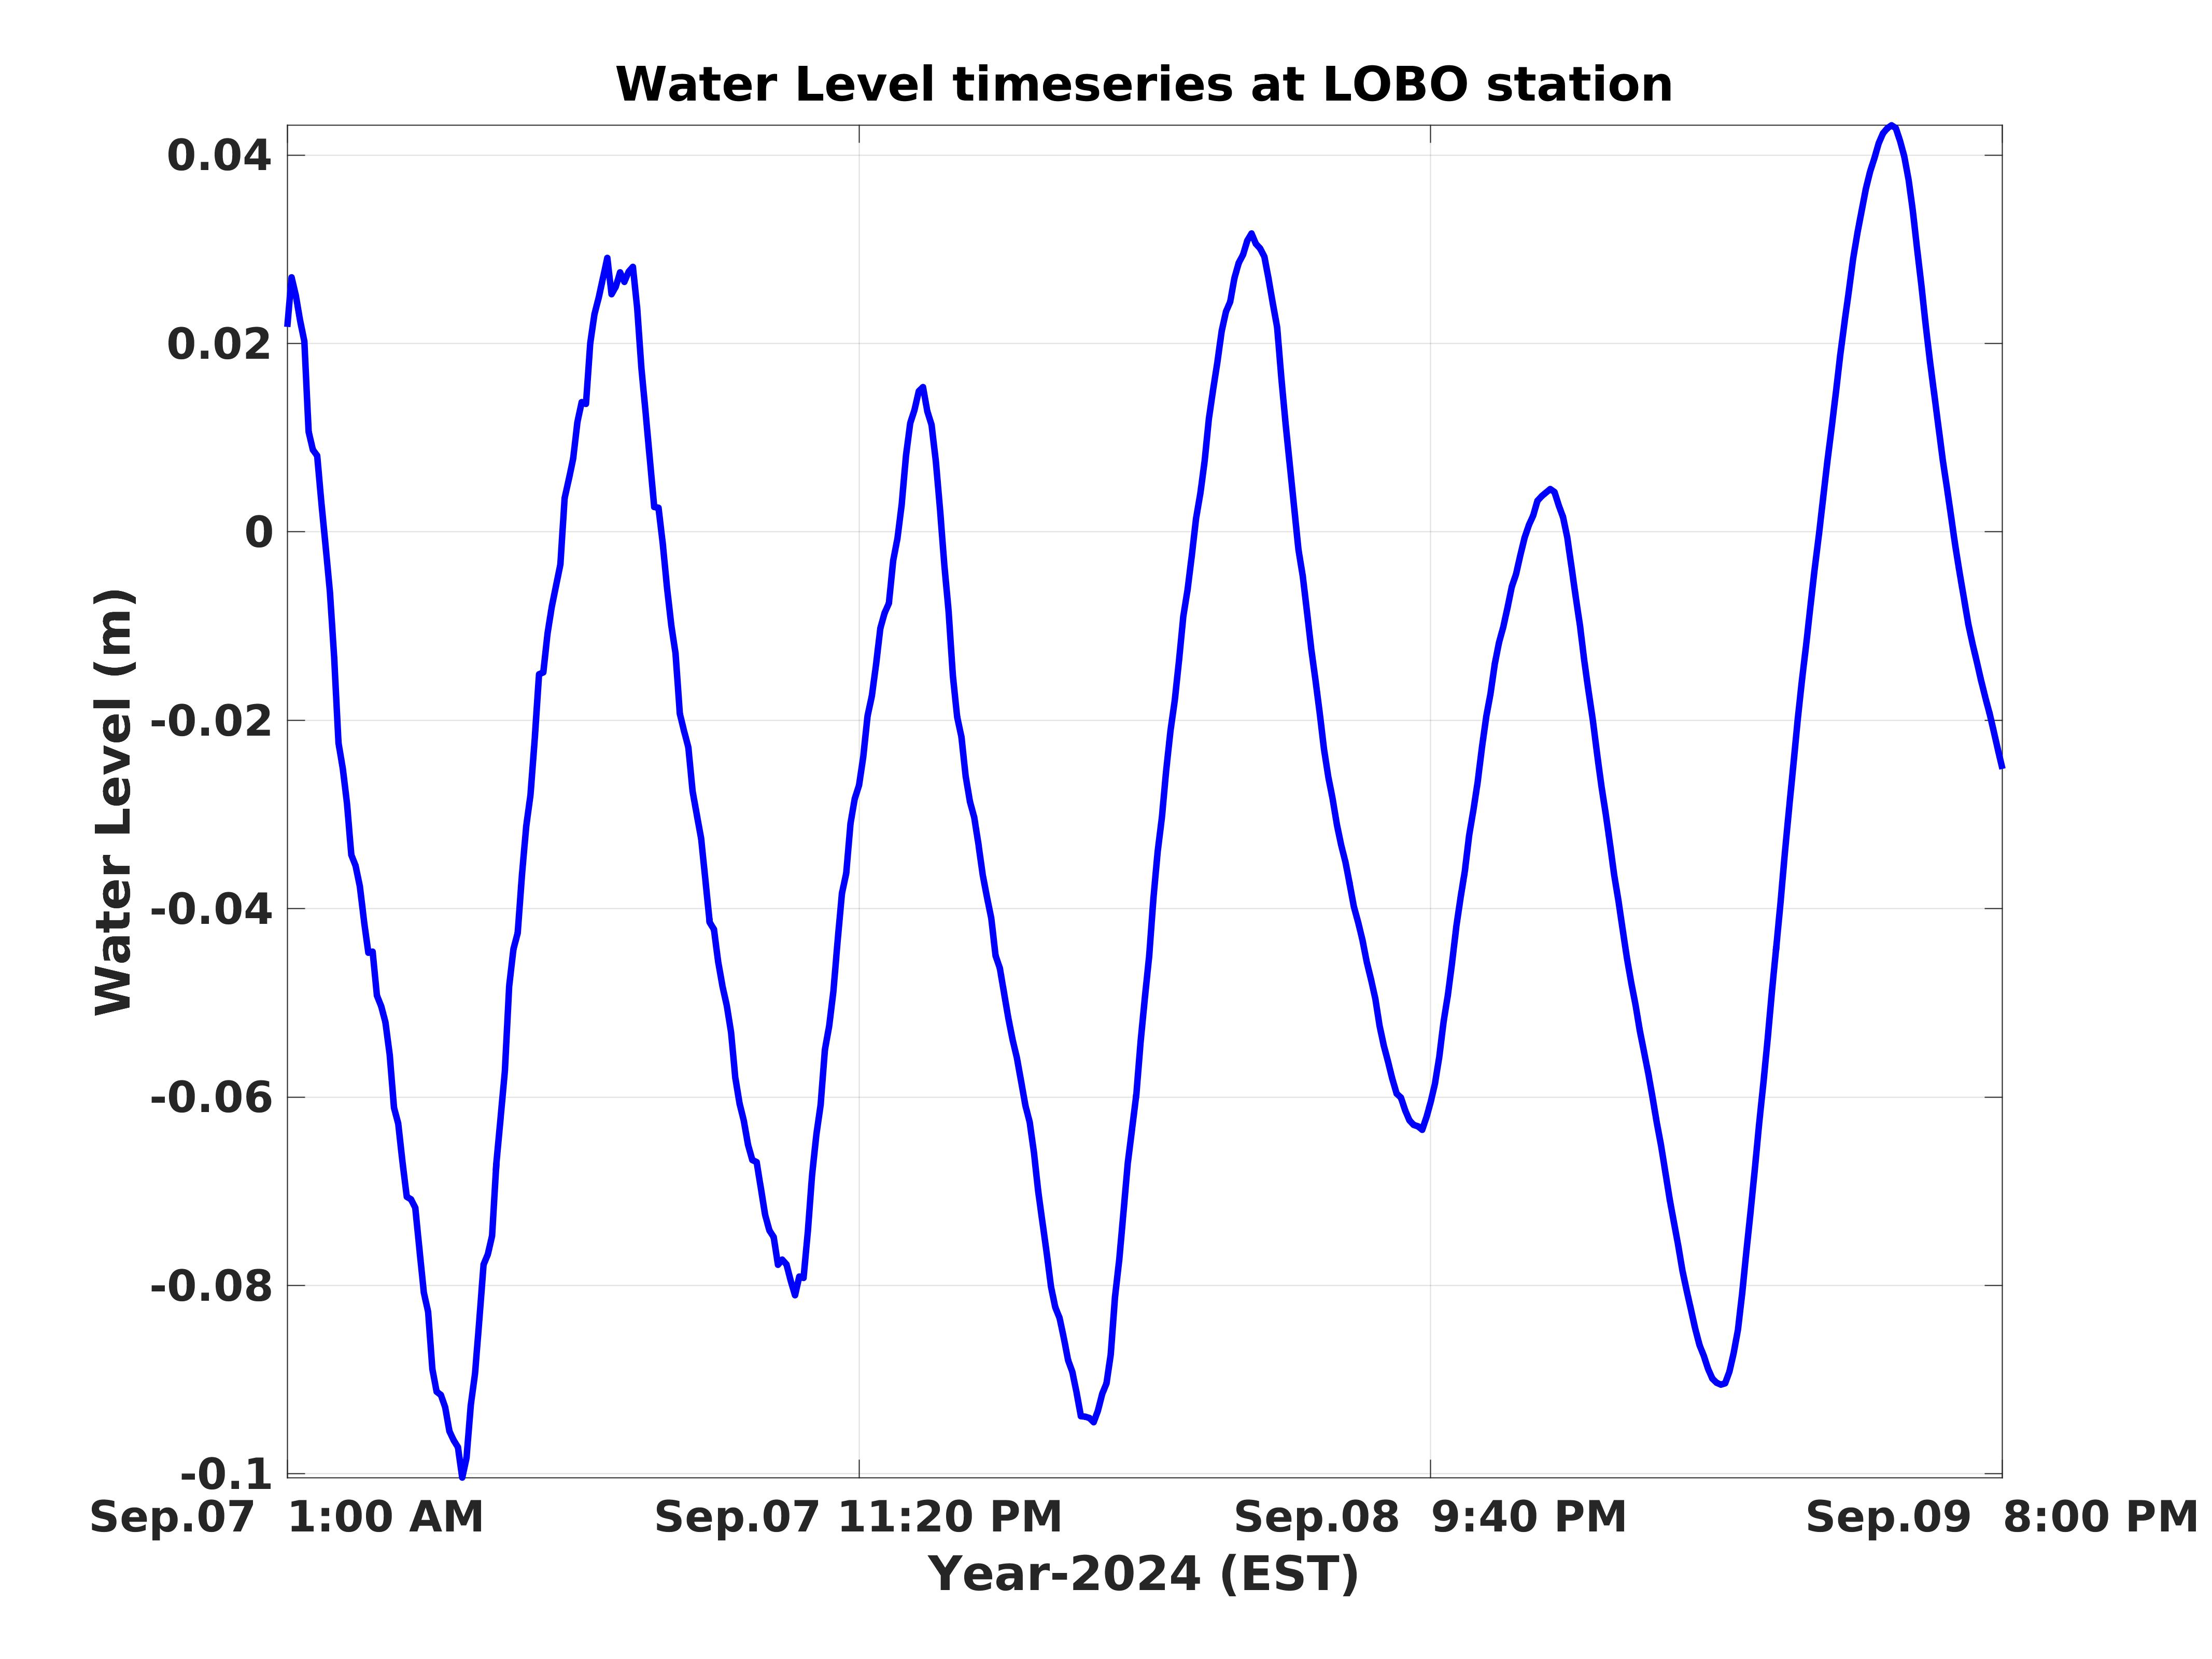 Water Level timeseries at LOBO station
Water Level (m)
0.04
0.02
0
-0.02
-0.04
-0.06
-0.08
-0.1
Sep.07 1:00 AM Sep.07 11:20 PM Sep.08 9:40 PM Sep.09 8:00 PM
Year-2024 (EST)